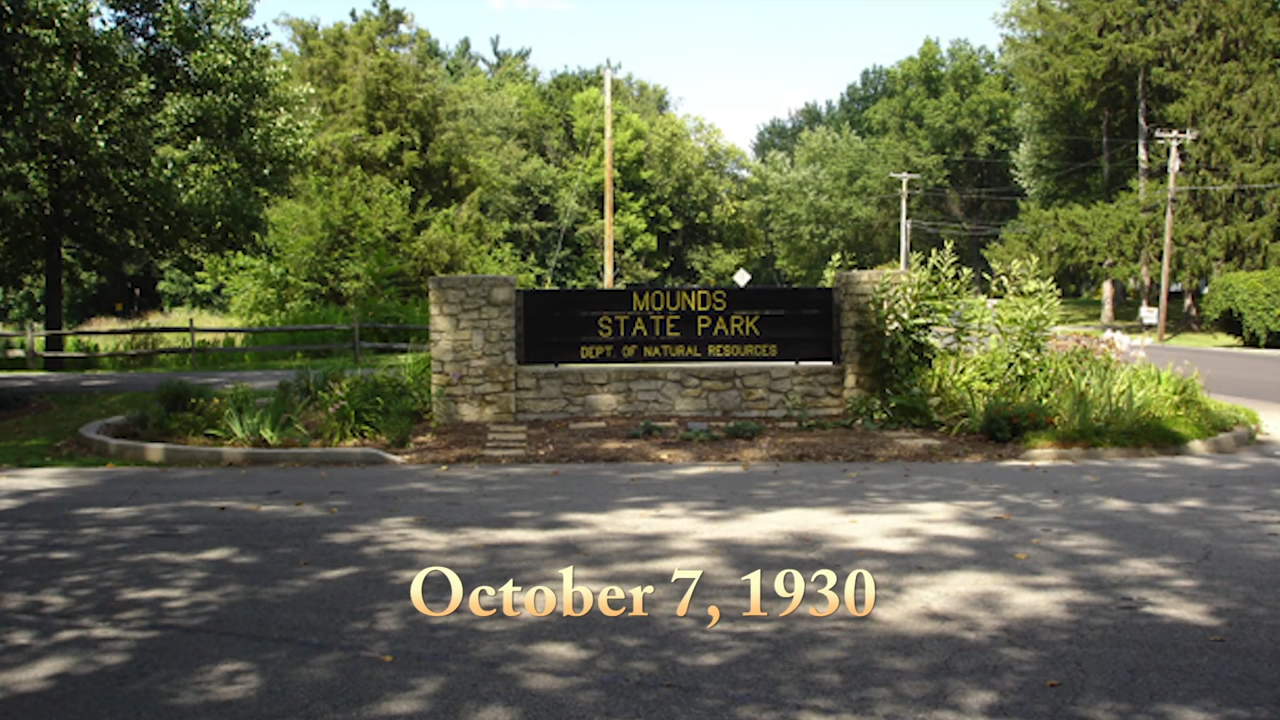 MOUNDS
STATE PARK
DEPT. OF NATURAL RESOURCES
October 7, 1930